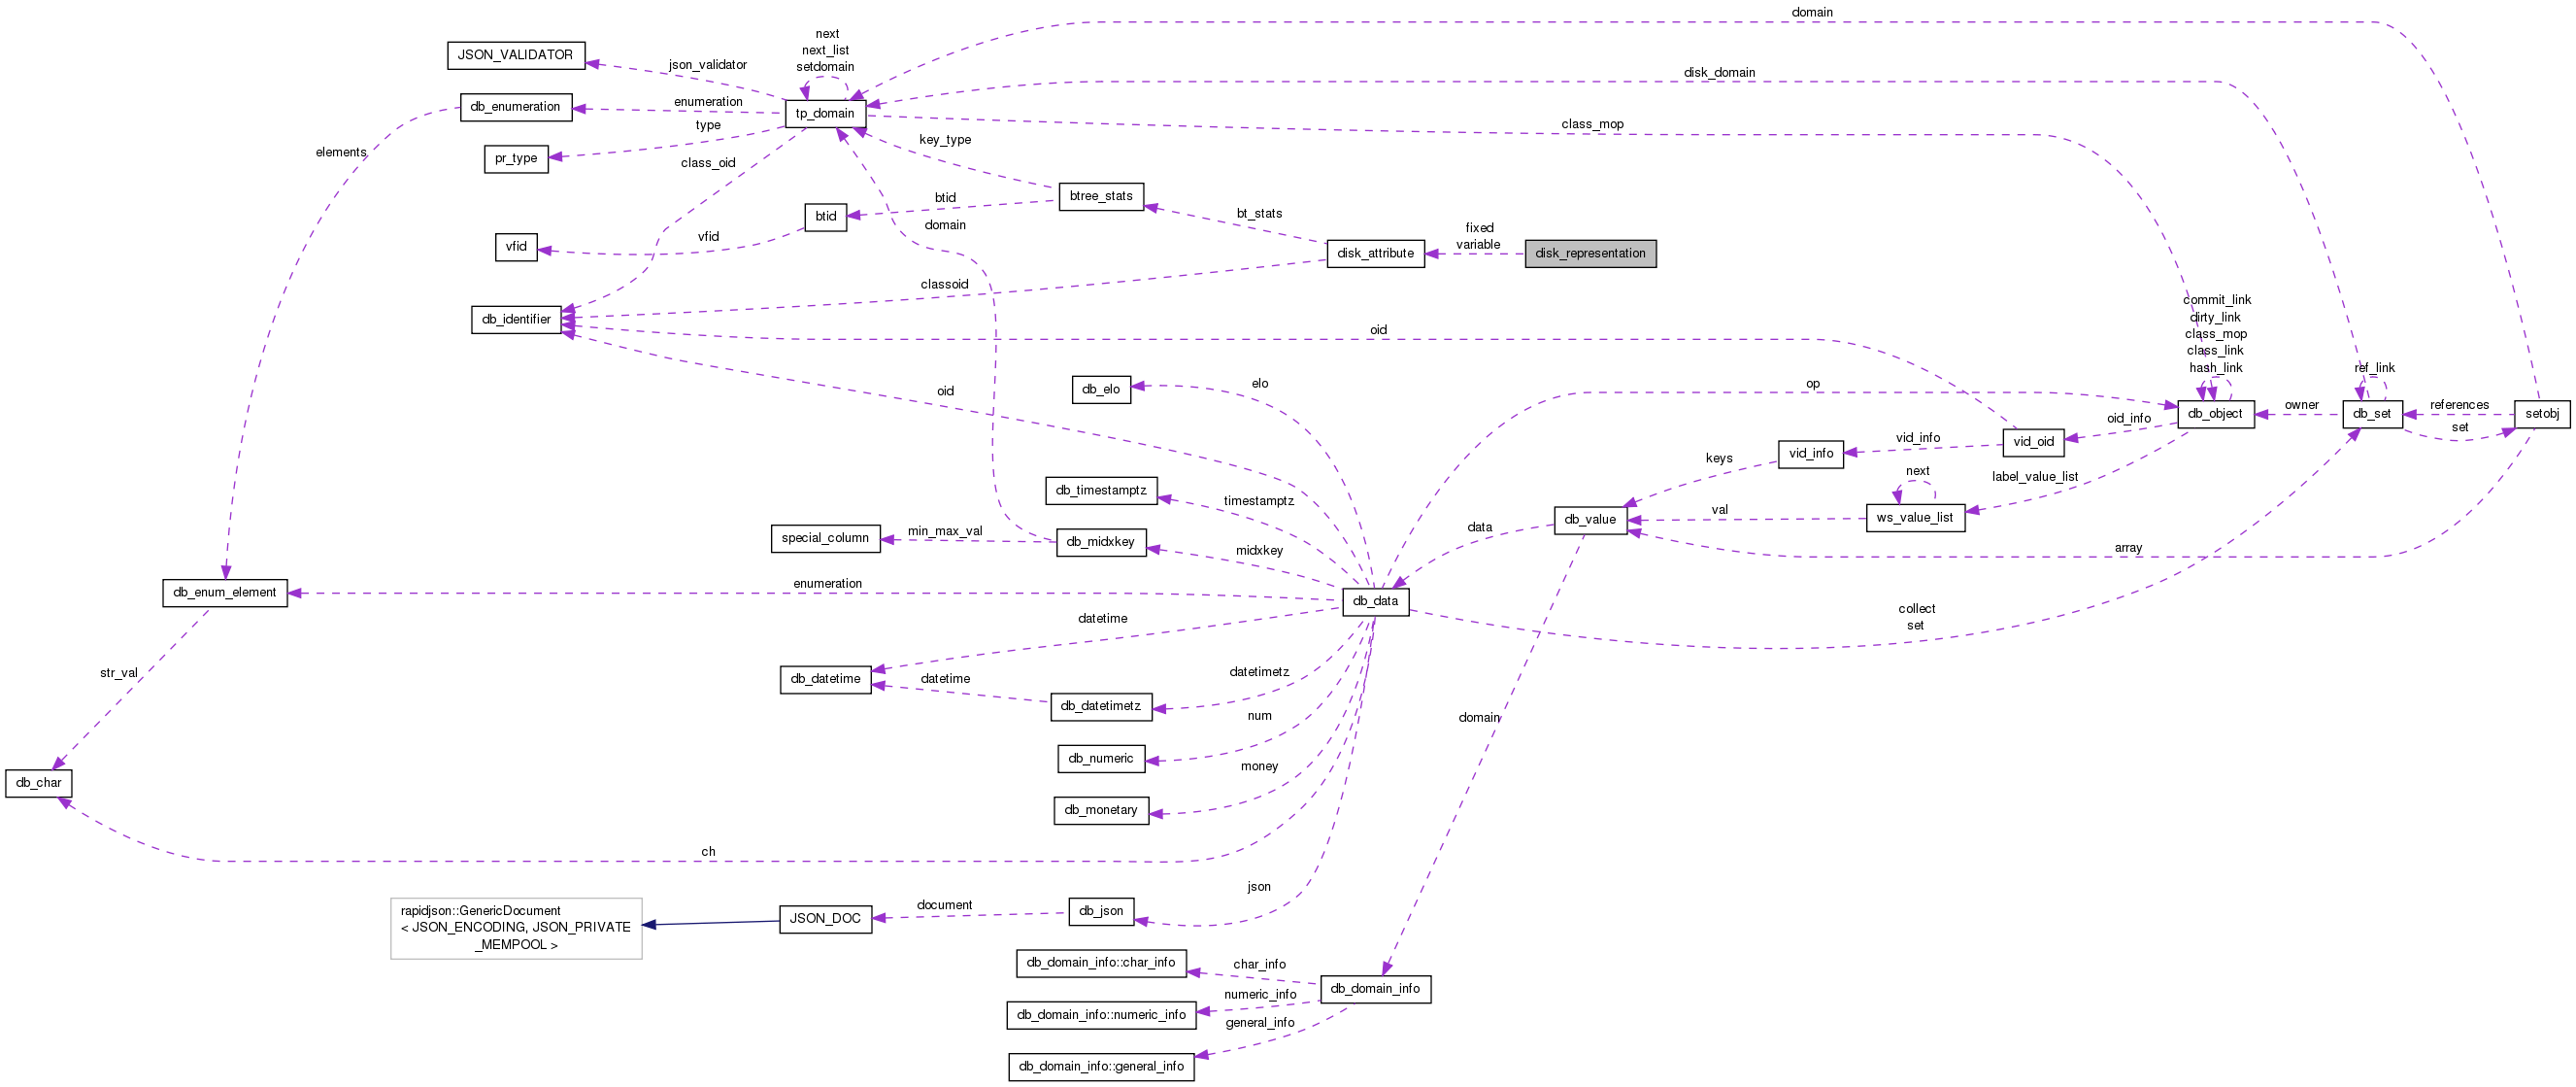 domain
next
next_list
setdomain
JSON_VALIDATOR
json_validator
disk_domain
db_enumeration
enumeration
tp_domain
type
class_mop
key_type
elements
pr_type
class_oid
btree_stats
btid
btid
domain
bt_stats
vfid
vfid
fixed
variable
disk_attribute
disk_representation
classoid
db_identifier
commit_link
dirty_link
class_mop
class_link
hash_link
oid
oid
db_elo
elo
op
ref_link
db_object
owner
db_set
references
set
setobj
oid_info
vid_oid
vid_info
vid_info
keys
next
label_value_list
db_timestamptz
timestamptz
db_value
val
ws_value_list
special_column
min_max_val
db_midxkey
midxkey
data
array
db_enum_element
enumeration
db_data
collect
set
datetime
str_val
db_datetime
datetime
datetimetz
db_datetimetz
num
domain
db_numeric
money
db_char
db_monetary
ch
json
rapidjson::GenericDocument
< JSON_ENCODING, JSON_PRIVATE
_MEMPOOL >
JSON_DOC
document
db_json
db_domain_info::char_info
char_info
db_domain_info
numeric_info
db_domain_info::numeric_info
general_info
db_domain_info::general_info